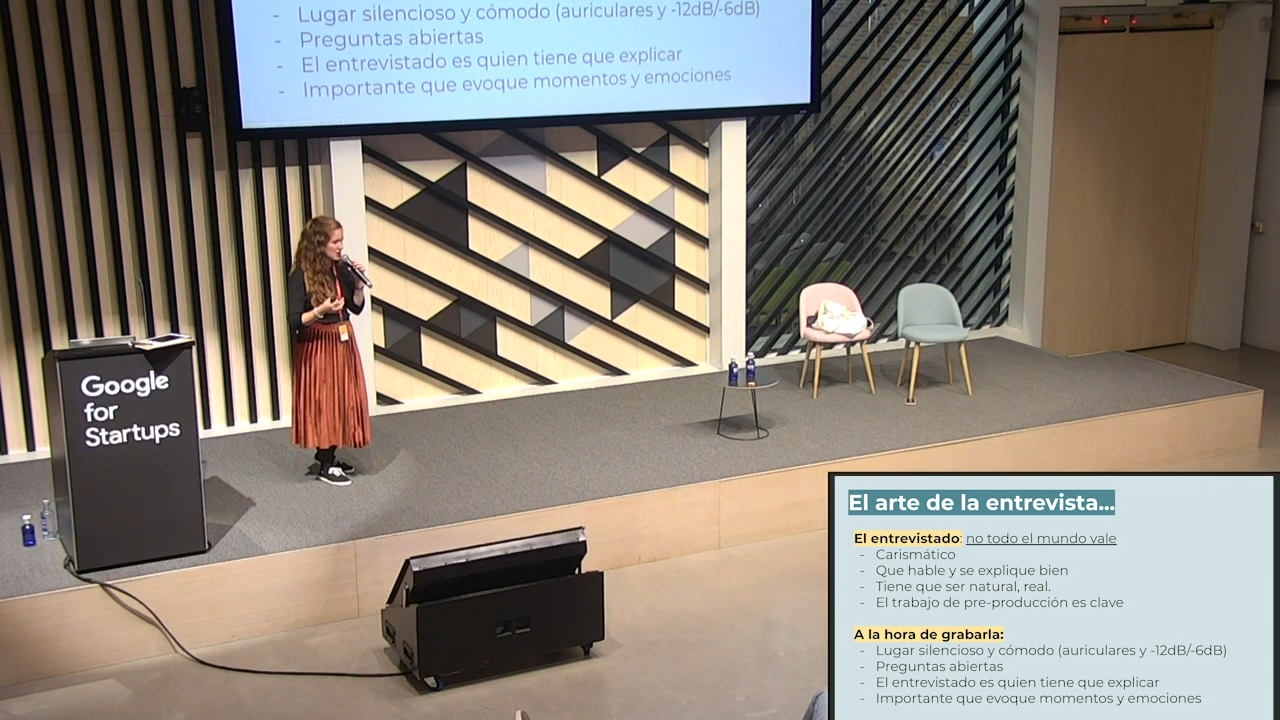 - Lugar silencioso y cómodo (auriculares y -12dB/-6dB)
- Preguntas abiertas
- El entrevistado es quien tiene que explicar
- Importante que evoque momentos y emociones
Google
for
Startups
El arte de la entrevista...
El entrevistado: no todo el mundo vale
- Carismático
- Que hable y se explique bien
- Tiene que ser natural, real.
- El trabajo de pre-producción es clave
A la hora de grabarla:
- Lugar silencioso y cómodo (auriculares y -12dB/-6dB)
- Preguntas abiertas
- El entrevistado es quien tiene que explicar
- Importante que evoque momentos y emociones